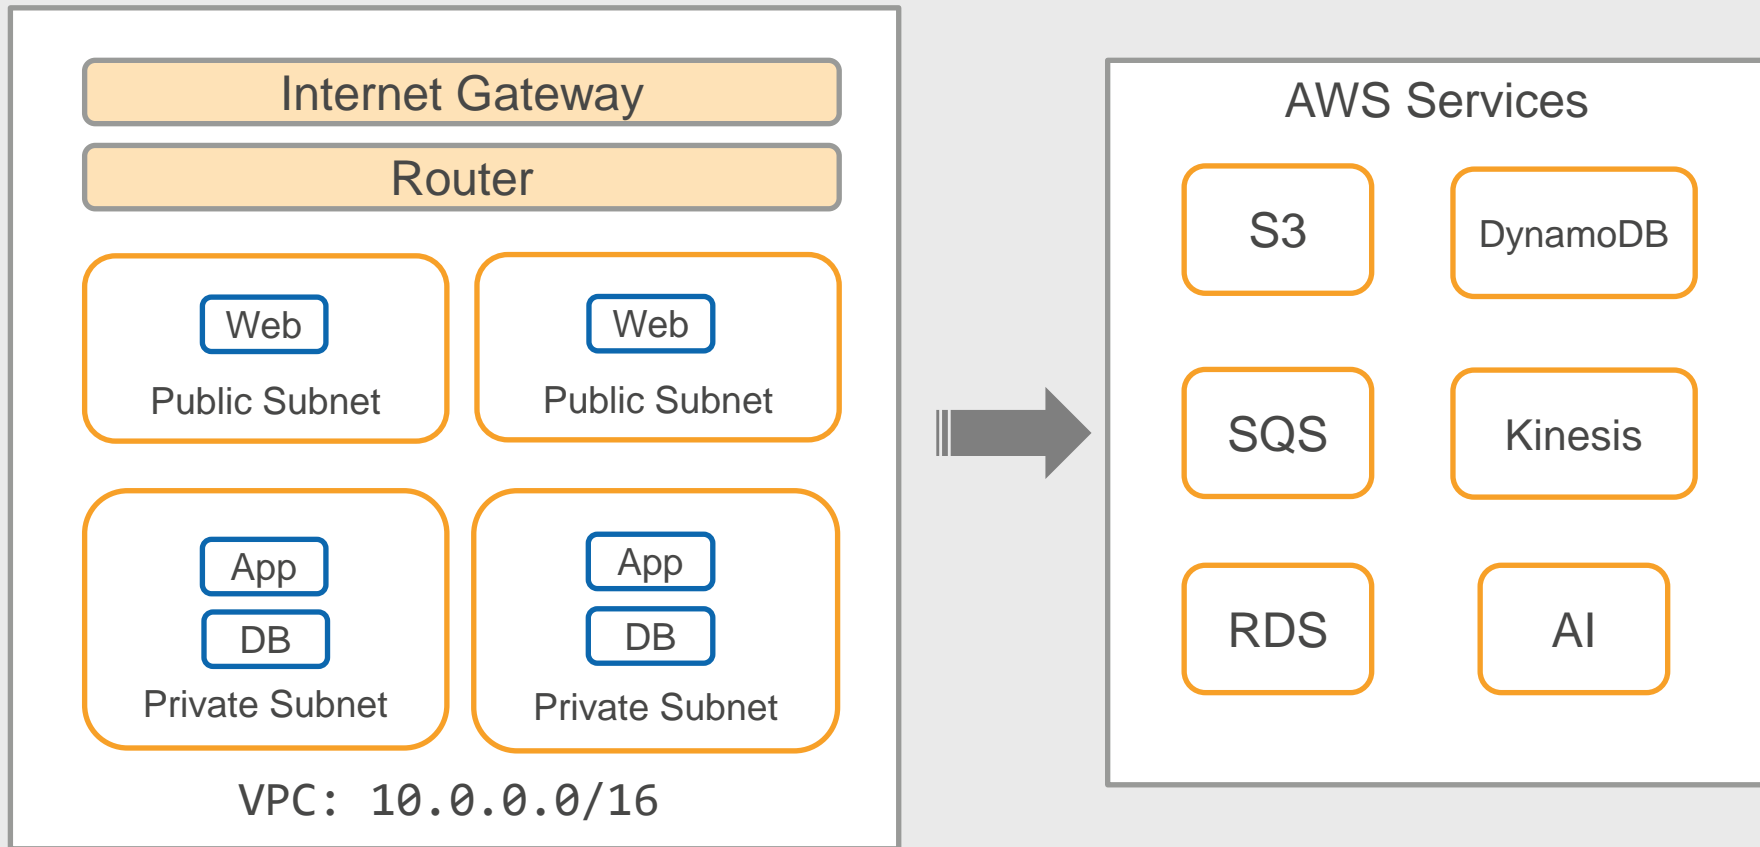 Internet Gateway
Router
Web
Public Subnet
Web
Public Subnet
App
DB
Private Subnet
App
DB
Private Subnet
VPC: 10.0.0.0/16
AWS Services
S3
DynamoDB
SQS
Kinesis
RDS
AI